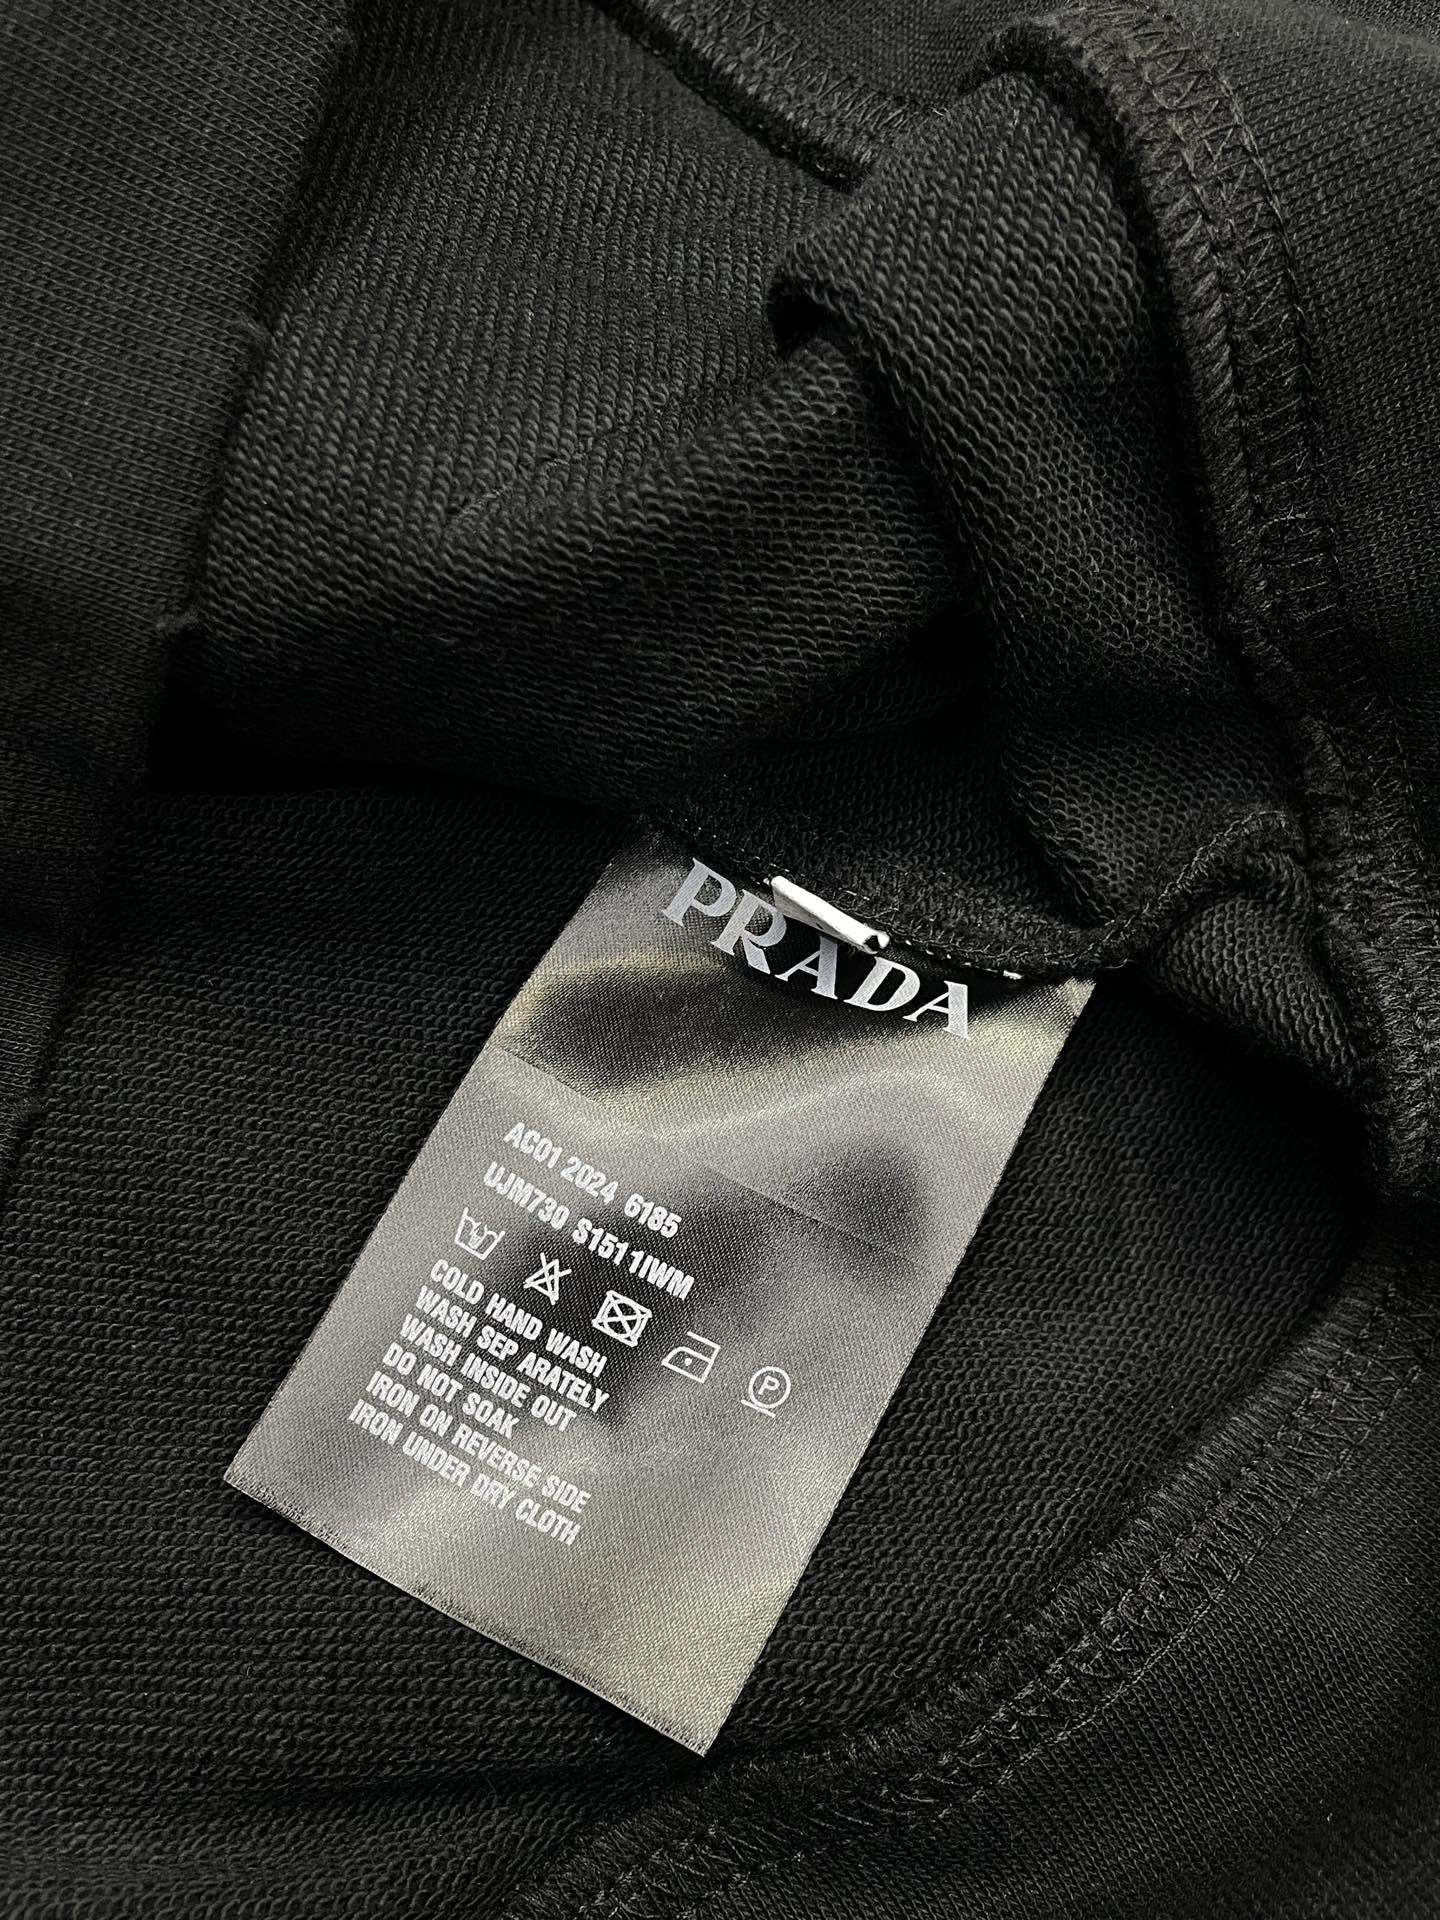 PRADA
AC01 2024 6185
UJM730 S151 1IWM
P
COLD HAND WASH
WASH SEP ARATELY
WASH INSIDE OUT
DO NOT SOAK
IRON ON REVERSE SIDE
IRON UNDER DRY CLOTH